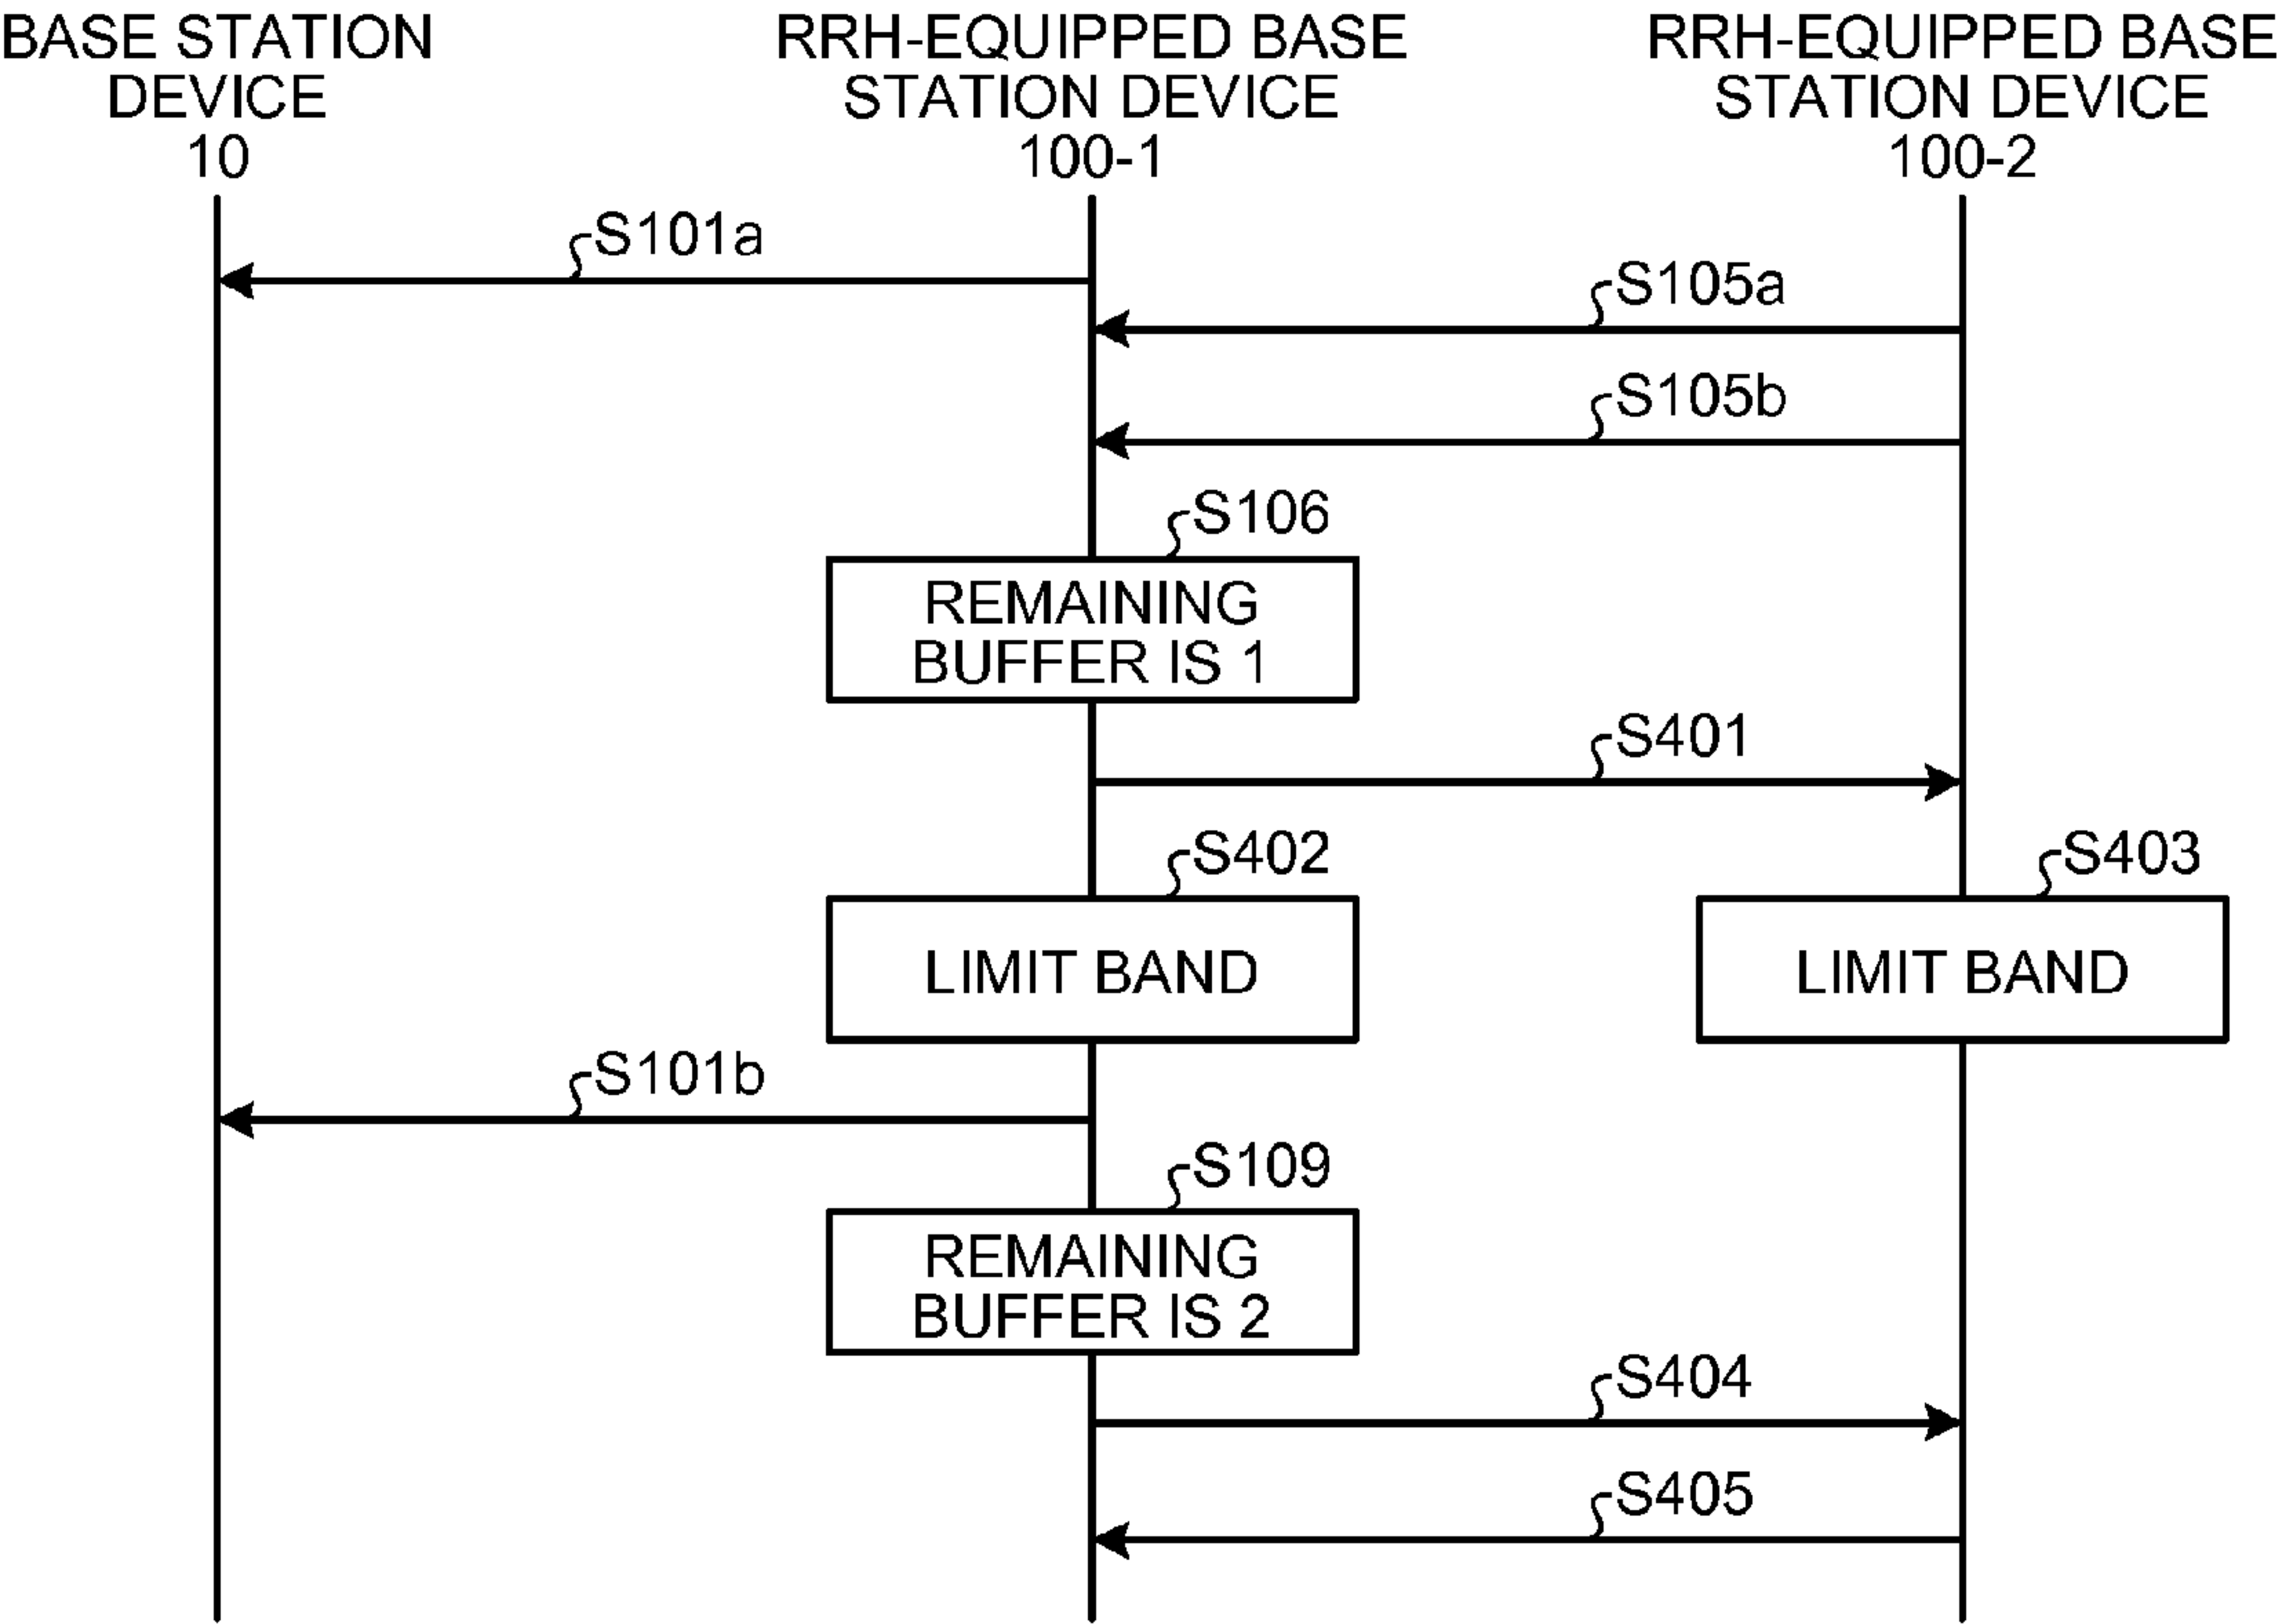 BASE STATION
DEVICE
10
RRH-EQUIPPED BASE
STATION DEVICE
100-1
RRH-EQUIPPED BASE
STATION DEVICE
100-2
S101a
S105a
S105b
S106
REMAINING
BUFFER IS 1
S401
S402
LIMIT BAND
S403
LIMIT BAND
S101b
S109
REMAINING
BUFFER IS 2
S404
S405